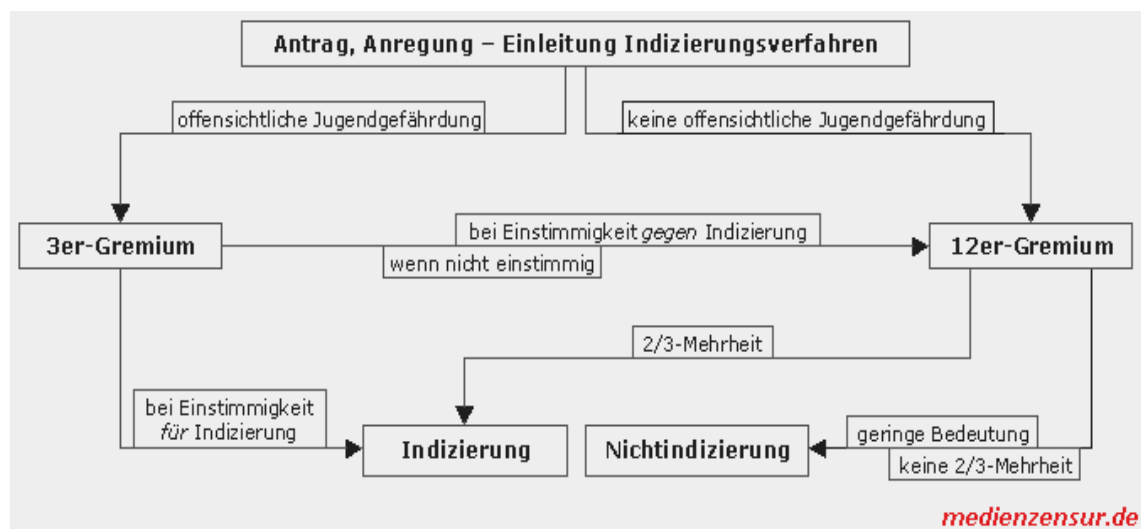 Antrag, Anregung – Einleitung Indizierungsverfahren
offensichtliche Jugendgefährdung
keine offensichtliche Jugendgefährdung
3er-Gremium
bei Einstimmigkeit gegen Indizierung
wenn nicht einstimmig
12er-Gremium
2/3-Mehrheit
bei Einstimmigkeit
für Indizierung
Indizierung
Nichtindizierung
geringe Bedeutung
keine 2/3-Mehrheit
medienzensur.de